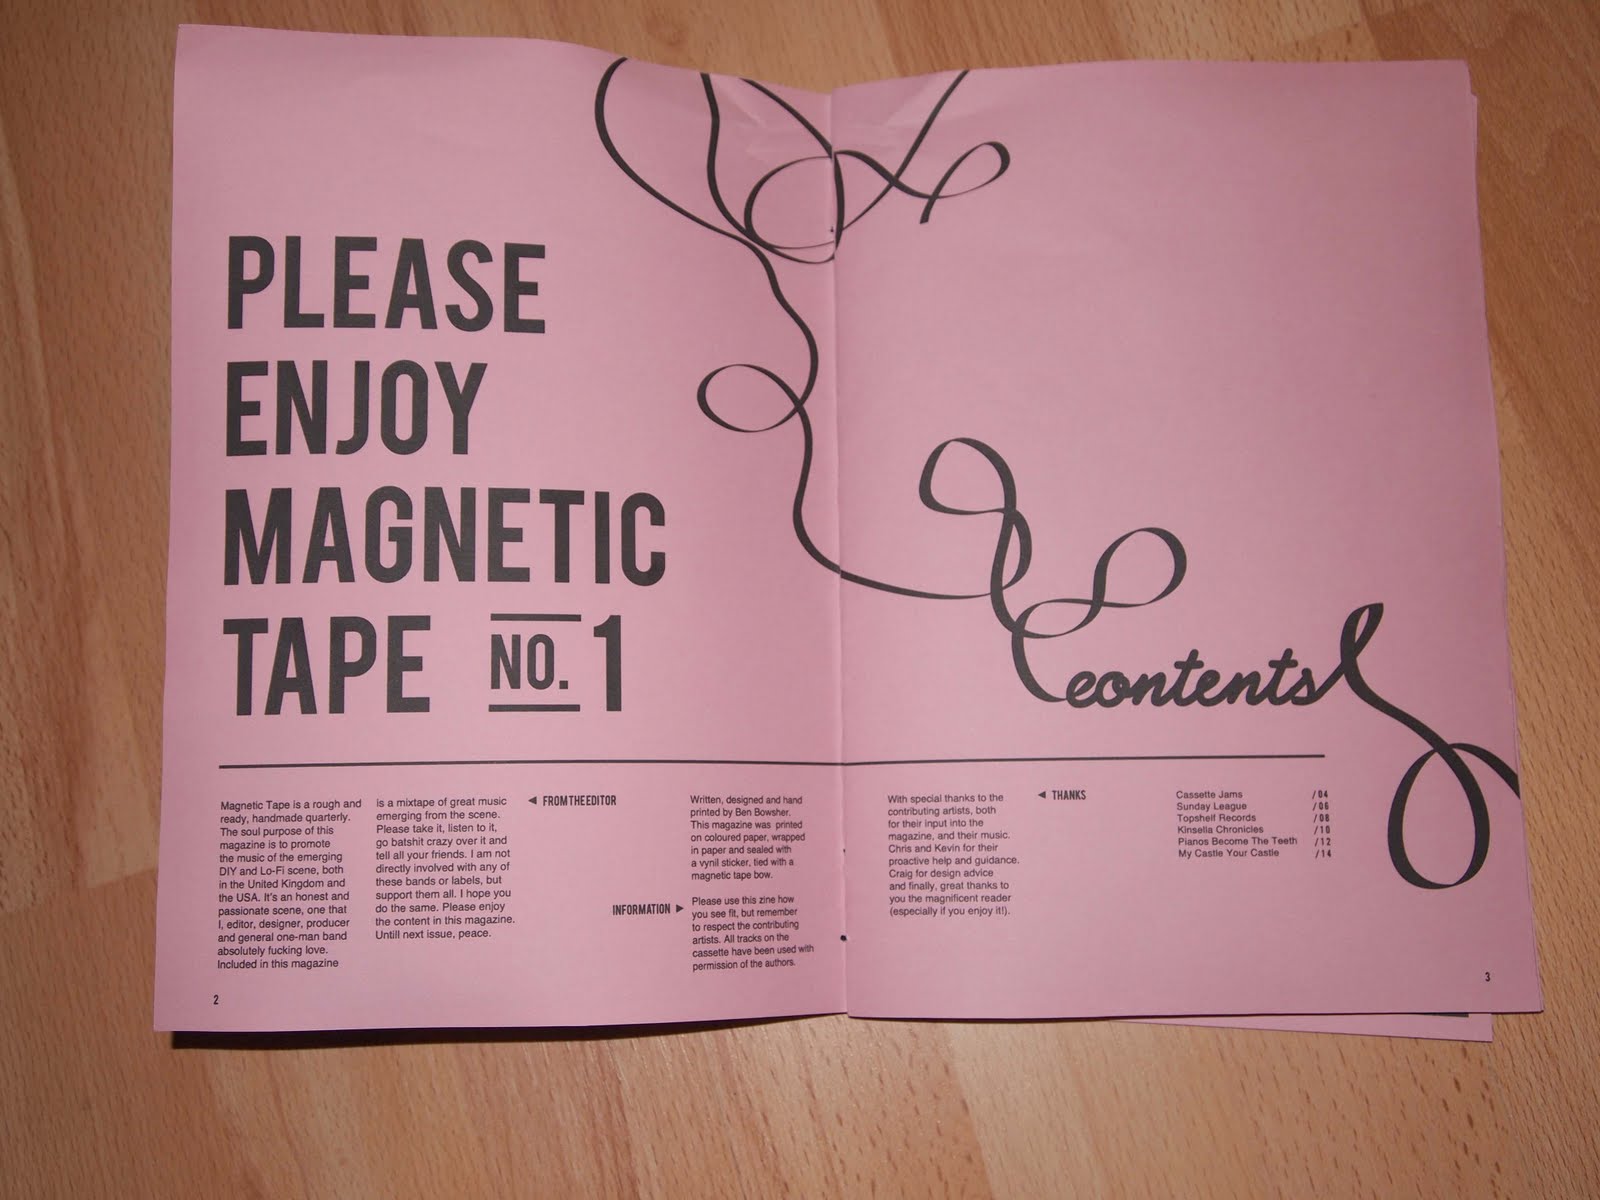 PLEASE
ENJOY
MAGNETIC
TAPE NO. 1
Magnetic Tape is a rough and
ready, handmade quarterly.
The soul purpose of this
magazine is to promote
the music of the emerging
DIY and Lo-Fi scene, both
in the United Kingdom and
the USA. It's an honest and
passionate scene, one that
I, editor, designer, producer
and general one-man band
absolutely fucking love.
Included in this magazine
is a mixtape of great music
emerging from the scene.
Please take it, listen to it,
go batshit crazy over it and
tell all your friends. I am not
directly involved with any of
these bands or labels, but
support them all. I hope you
do the same. Please enjoy
the content in this magazine.
Untill next issue, peace.
◄ FROM THE EDITOR
Written, designed and hand
printed by Ben Bowsher.
This magazine was printed
on coloured paper, wrapped
in paper and sealed with
a vynil sticker, tied with a
magnetic tape bow.
INFORMATION ►
Please use this zine how
you see fit, but remember
to respect the contributing
artists. All tracks on the
cassette have been used with
permission of the authors.
2
contents
With special thanks to the
contributing artists, both
for their input into the
magazine, and their music.
Chris and Kevin for their
proactive help and guidance.
Craig for design advice
and finally, great thanks to
you the magnificent reader
(especially if you enjoy it!).
◄ THANKS
Cassette Jams /04
Sunday League /06
Topshelf Records /08
Kinsella Chronicles /10
Pianos Become The Teeth /12
My Castle Your Castle /14
3